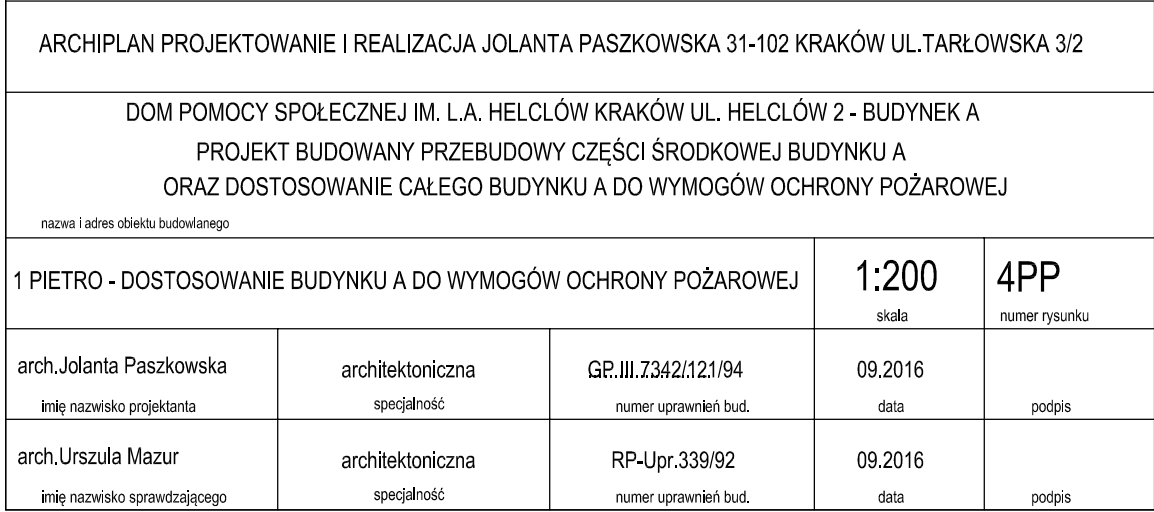 ARCHIPLAN PROJEKTOWANIE I REALIZACJA JOLANTA PASZKOWSKA 31-102 KRAKÓW UL.TARŁOWSKA 3/2
DOM POMOCY SPOŁECZNEJ IM. L.A. HELCLÓW KRAKÓW UL. HELCLÓW 2 - BUDYNEK A
PROJEKT BUDOWANY PRZEBUDOWY CZĘŚCI ŚRODKOWEJ BUDYNKU A
ORAZ DOSTOSOWANIE CAŁEGO BUDYNKU A DO WYMOGÓW OCHRONY POŻAROWEJ
nazwa i adres obiektu budowlanego
1 PIETRO - DOSTOSOWANIE BUDYNKU A DO WYMOGÓW OCHRONY POŻAROWEJ 1:200 4PP
skala numer rysunku
arch.Jolanta Paszkowska architektoniczna GP.III.7342/121/94 09.2016
imię nazwisko projektanta specjalność numer uprawnień bud. data podpis
arch.Urszula Mazur architektoniczna RP-Upr.339/92 09.2016
imię nazwisko sprawdzającego specjalność numer uprawnień bud. data podpis